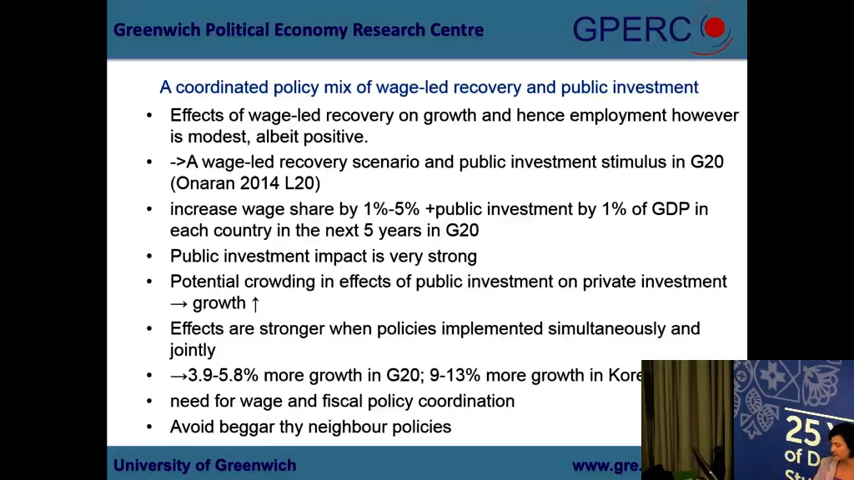 Greenwich Political Economy Research Centre
GPERC
A coordinated policy mix of wage-led recovery and public investment
• Effects of wage-led recovery on growth and hence employment however
is modest, albeit positive.
• ->A wage-led recovery scenario and public investment stimulus in G20
(Onaran 2014 L20)
• increase wage share by 1%-5% +public investment by 1% of GDP in
each country in the next 5 years in G20
• Public investment impact is very strong
• Potential crowding in effects of public investment on private investment
→ growth ↑
• Effects are stronger when policies implemented simultaneously and
jointly
• →3.9-5.8% more growth in G20; 9-13% more growth in Kore
• need for wage and fiscal policy coordination
• Avoid beggar thy neighbour policies
University of Greenwich
www.gre.
25 Y
of D
Stu